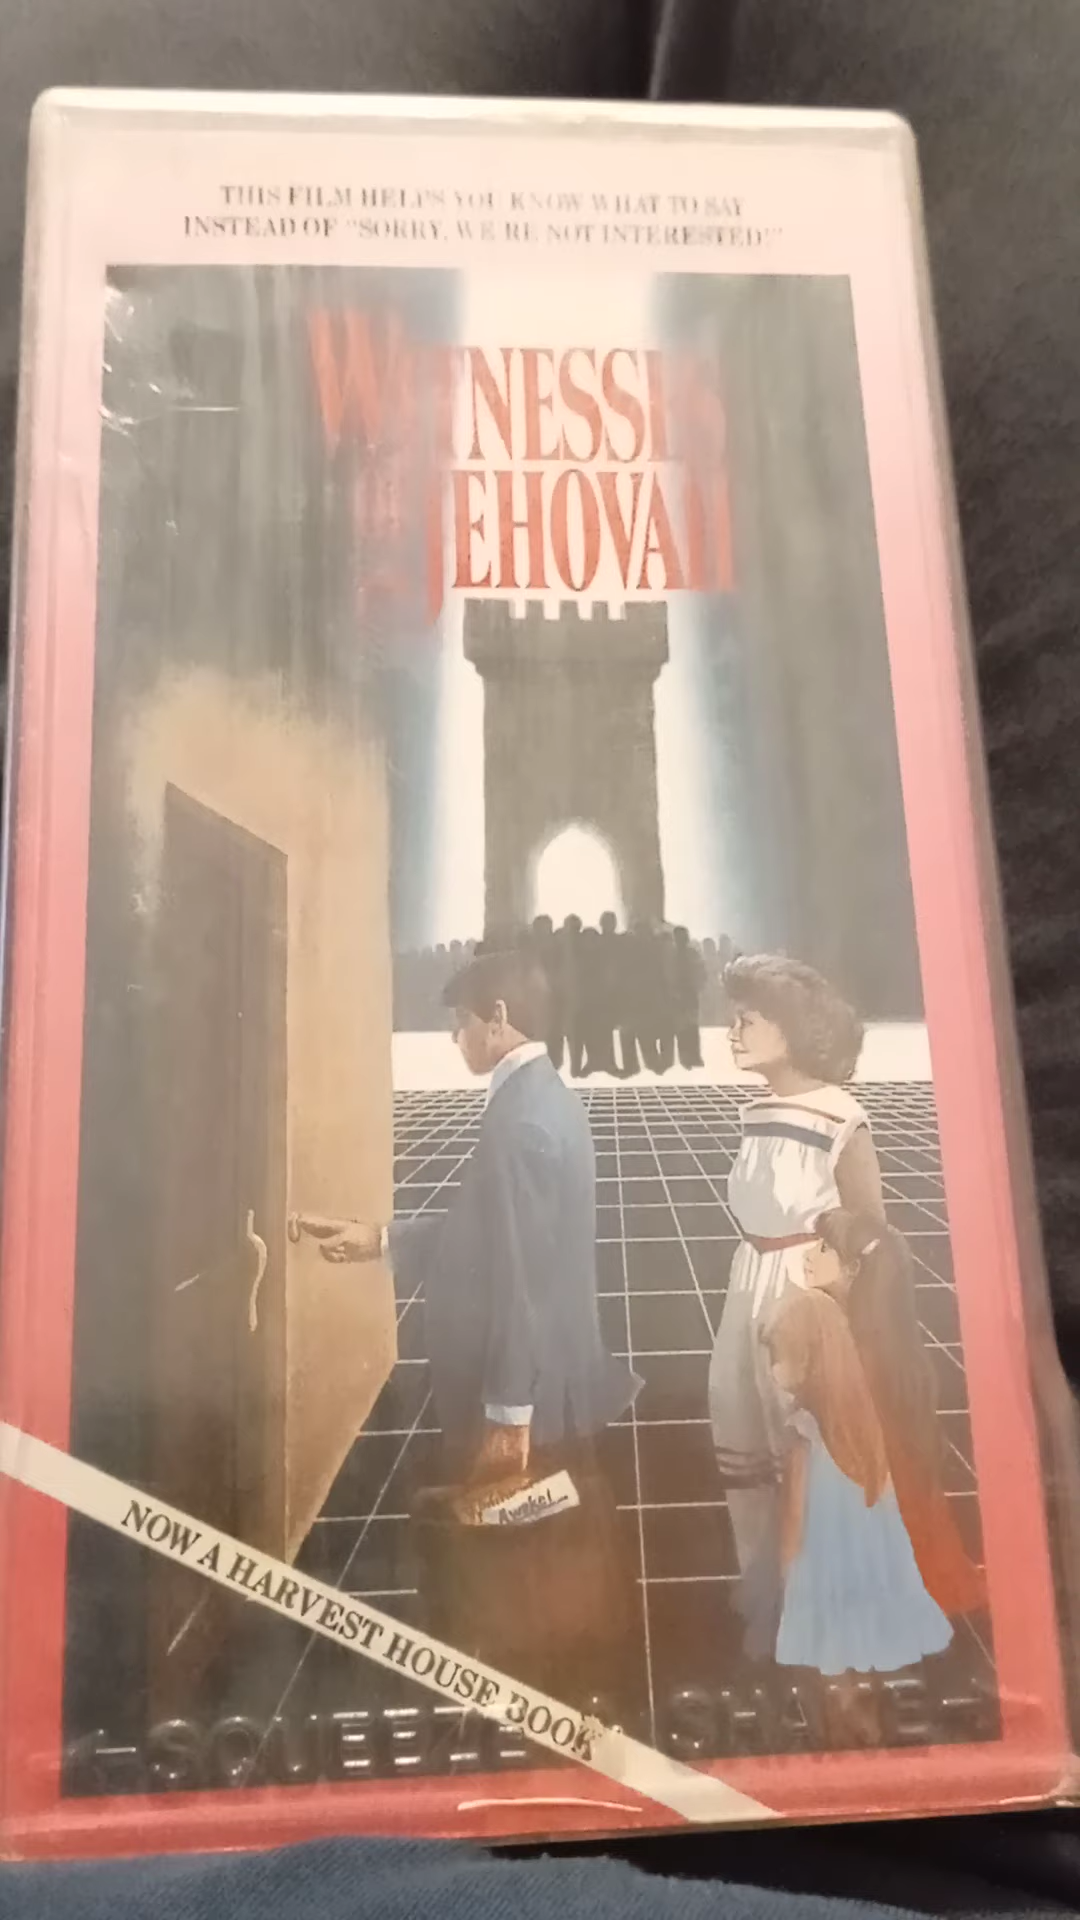 THIS FILM HELPS YOU KNOW WHAT TO SAY
INSTEAD OF "SORRY, WE'RE NOT INTERESTED!"
WITNESSES
JEHOVAH
Awake!
NOW A HARVEST HOUSE BOOK
SQUEEZE
SHAKE